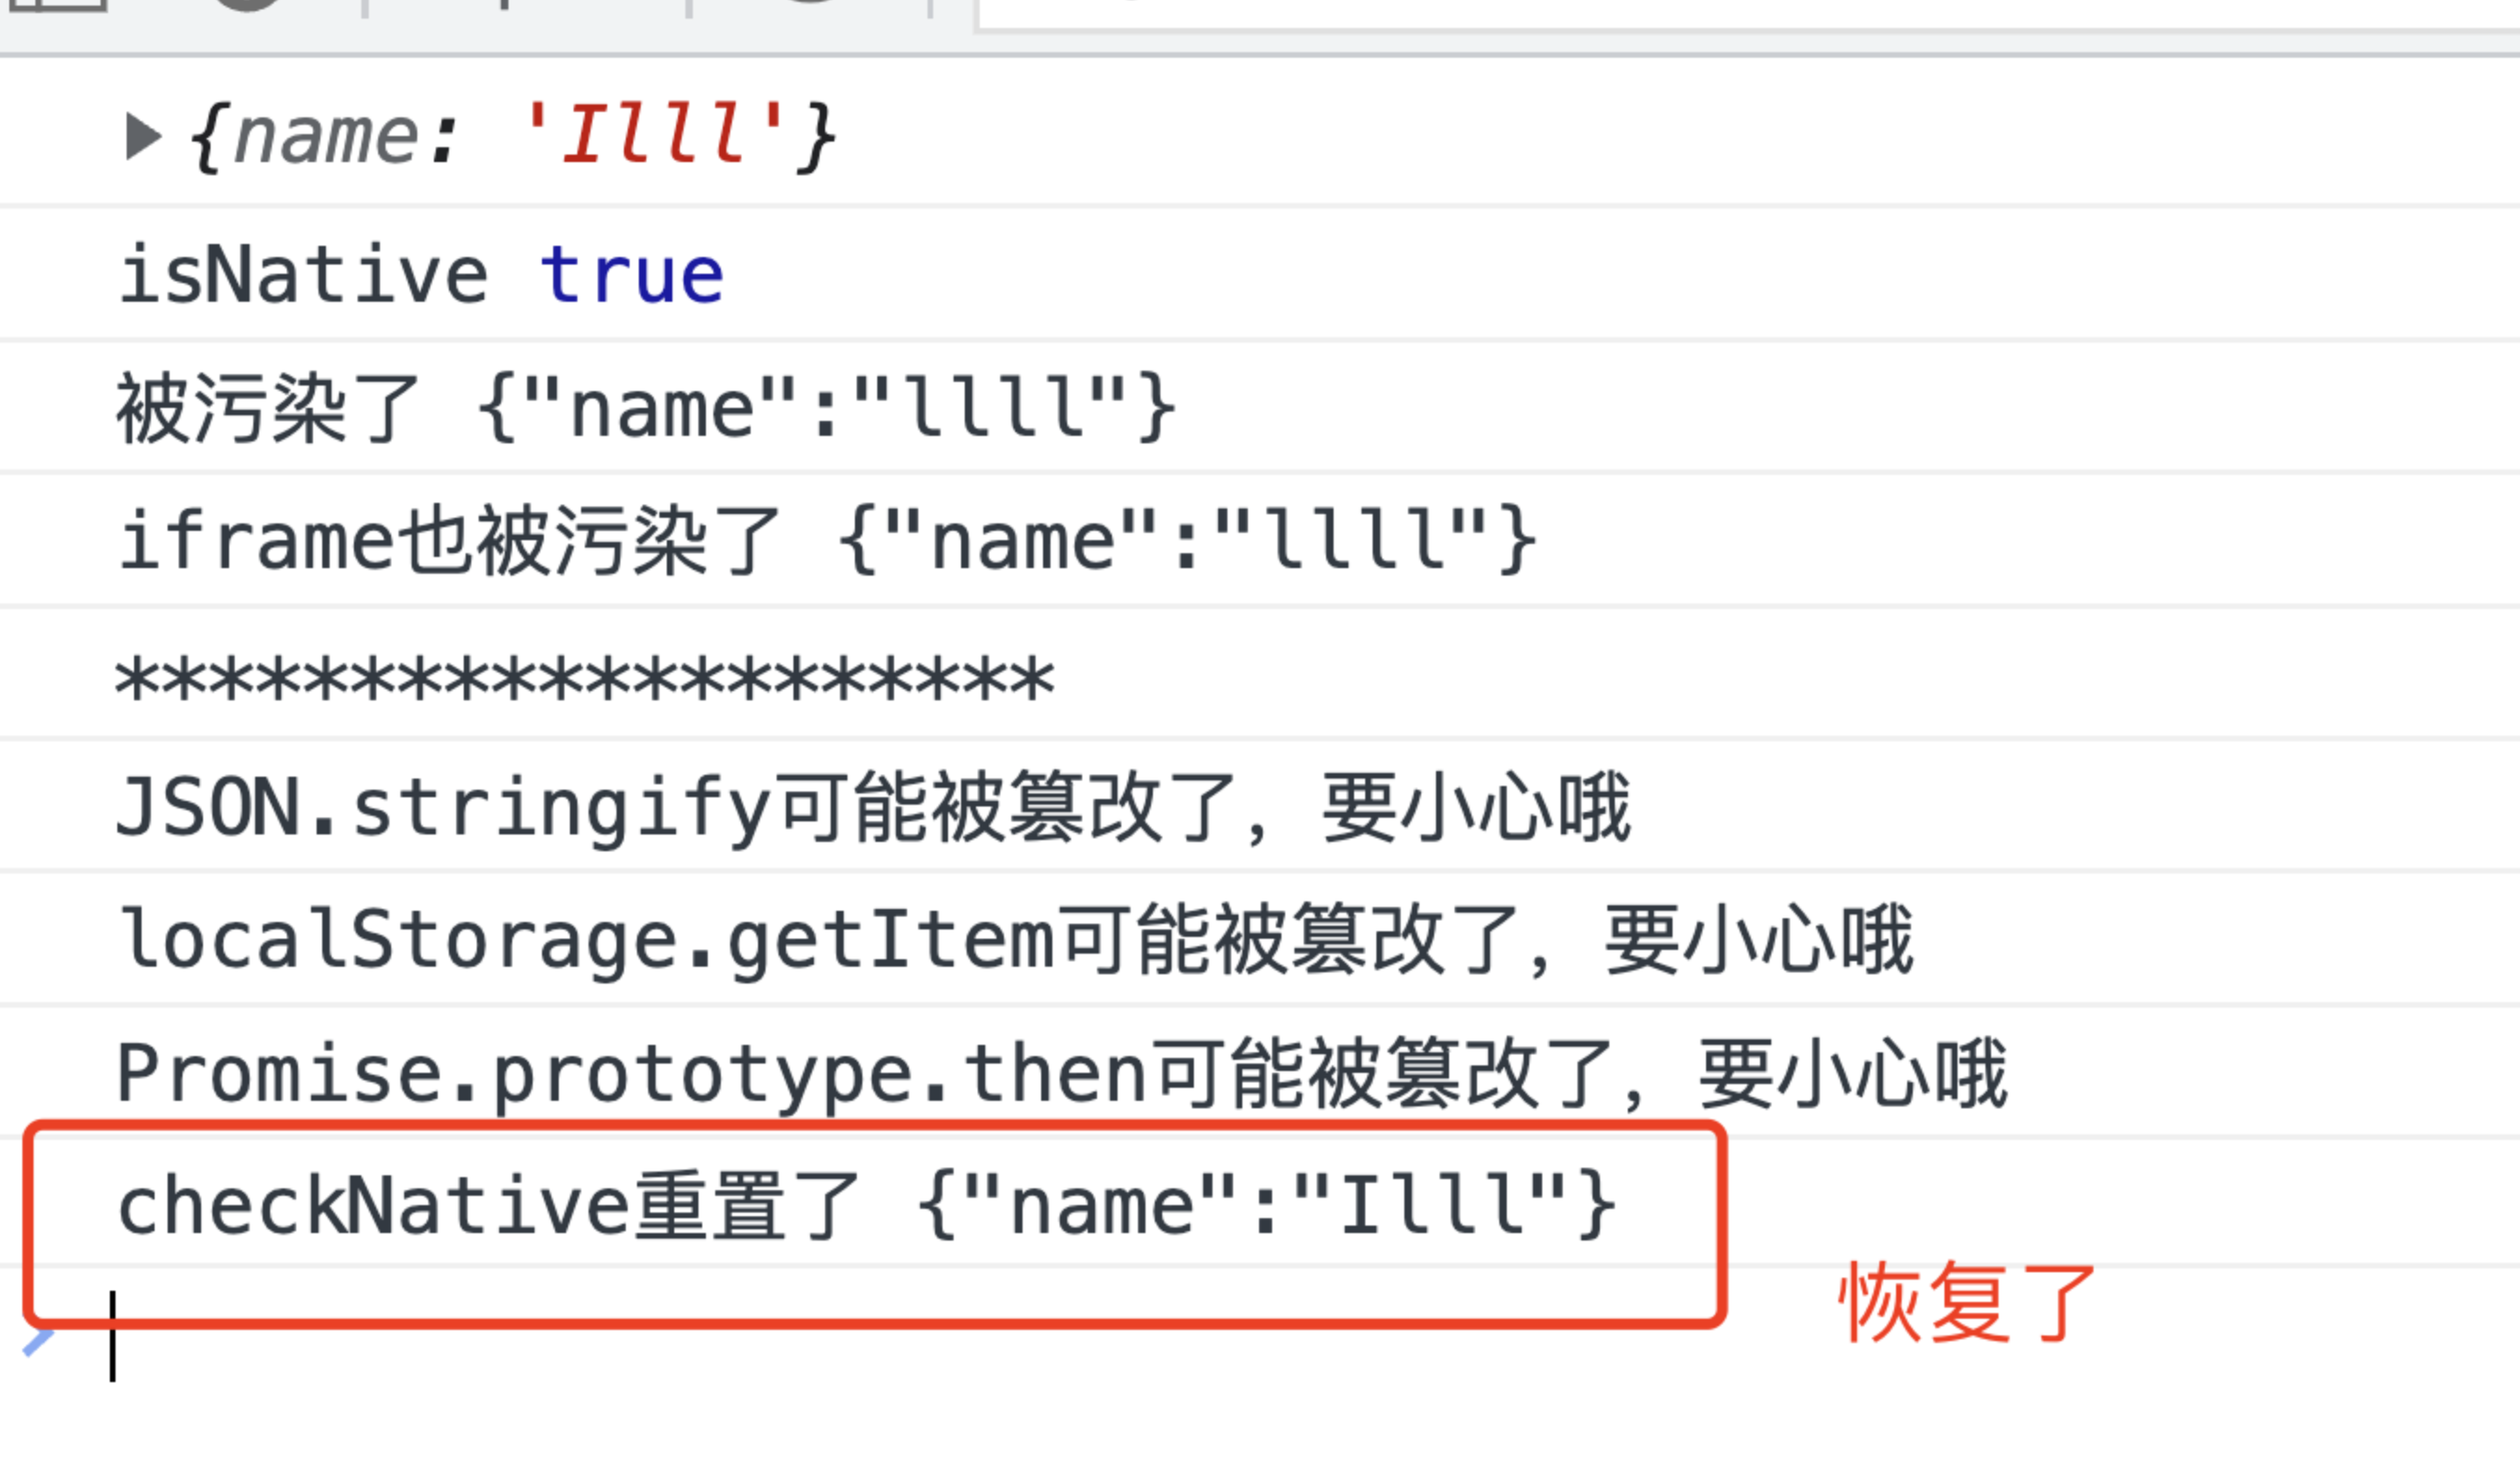 {name: 'Illl'}
isNative true
被污染了 {"name":"llll"}
iframe也被污染了 {"name":"llll"}
********************
JSON.stringify可能被篡改了，要小心哦
localStorage.getItem可能被篡改了，要小心哦
Promise.prototype.then可能被篡改了，要小心哦
checkNative重置了 {"name":"Illl"}
恢复了